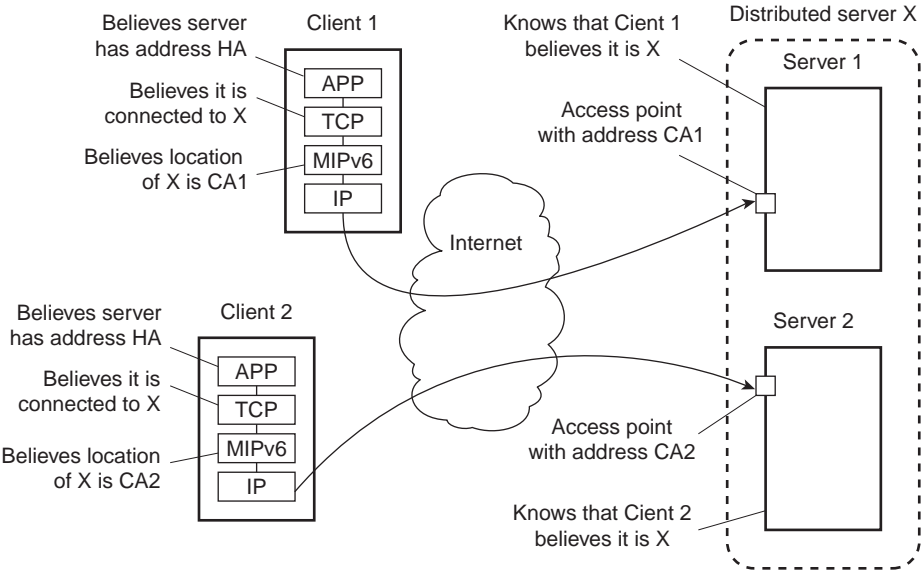 Believes server
has address HA
Client 1
APP
Believes it is
connected to X
TCP
Believes location
of X is CA1
MIPv6
IP
Knows that Cient 1
believes it is X
Distributed server X
Server 1
Access point
with address CA1
Internet
Believes server
has address HA
Client 2
APP
Believes it is
connected to X
TCP
Believes location
of X is CA2
MIPv6
IP
Server 2
Access point
with address CA2
Knows that Cient 2
believes it is X